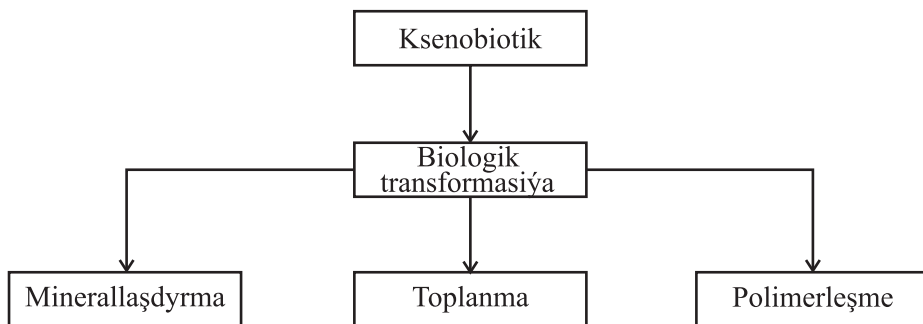 Ksenobiotik
Biologik
transformasiýa
Minerallaşdyrma
Toplanma
Polimerleşme